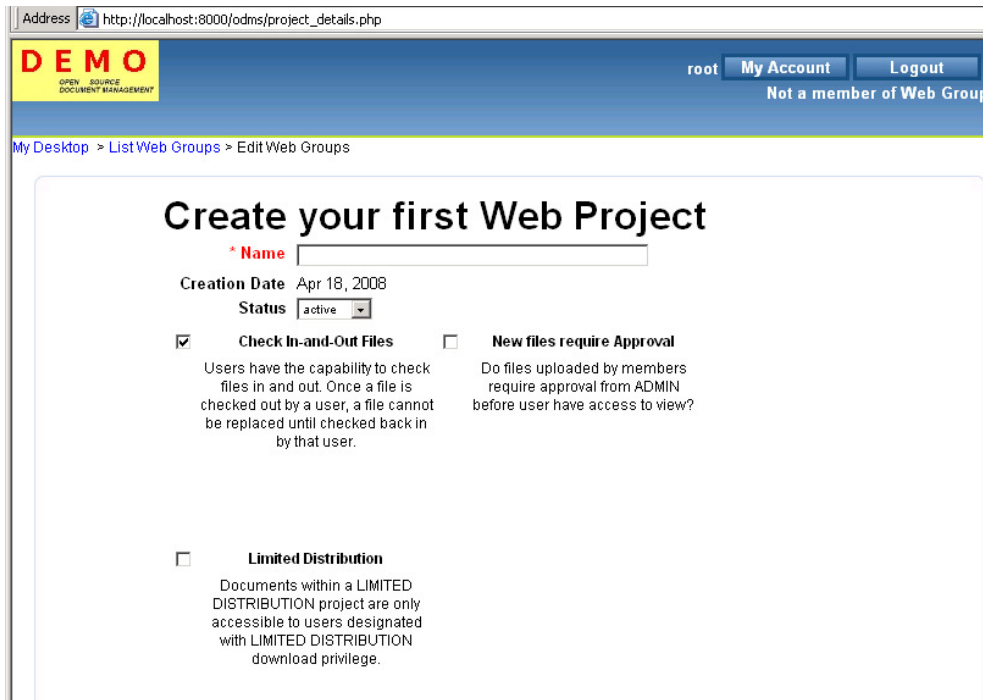 Address http://localhost:8000/odms/project_details.php
DEMO
OPEN SOURCE
DOCUMENT MANAGEMENT
root My Account Logout
Not a member of Web Grou
My Desktop > List Web Groups > Edit Web Groups
Create your first Web Project
* Name
Creation Date Apr 18, 2008
Status active
Check In-and-Out Files
Users have the capability to check
files in and out. Once a file is
checked out by a user, a file cannot
be replaced until checked back in
by that user.
New files require Approval
Do files uploaded by members
require approval from ADMIN
before user have access to view?
Limited Distribution
Documents within a LIMITED
DISTRIBUTION project are only
accessible to users designated
with LIMITED DISTRIBUTION
download privilege.